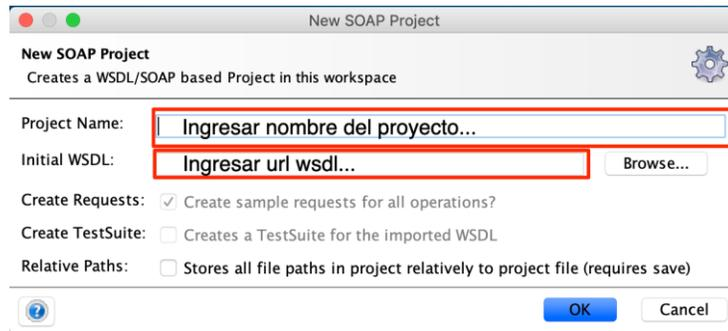 New SOAP Project
New SOAP Project
Creates a WSDL/SOAP based Project in this workspace
Project Name: Ingresar nombre del proyecto...
Initial WSDL: Ingresar url wsdl... Browse...
Create Requests: Create sample requests for all operations?
Create TestSuite: Creates a TestSuite for the imported WSDL
Relative Paths: Stores all file paths in project relatively to project file (requires save)
? OK Cancel